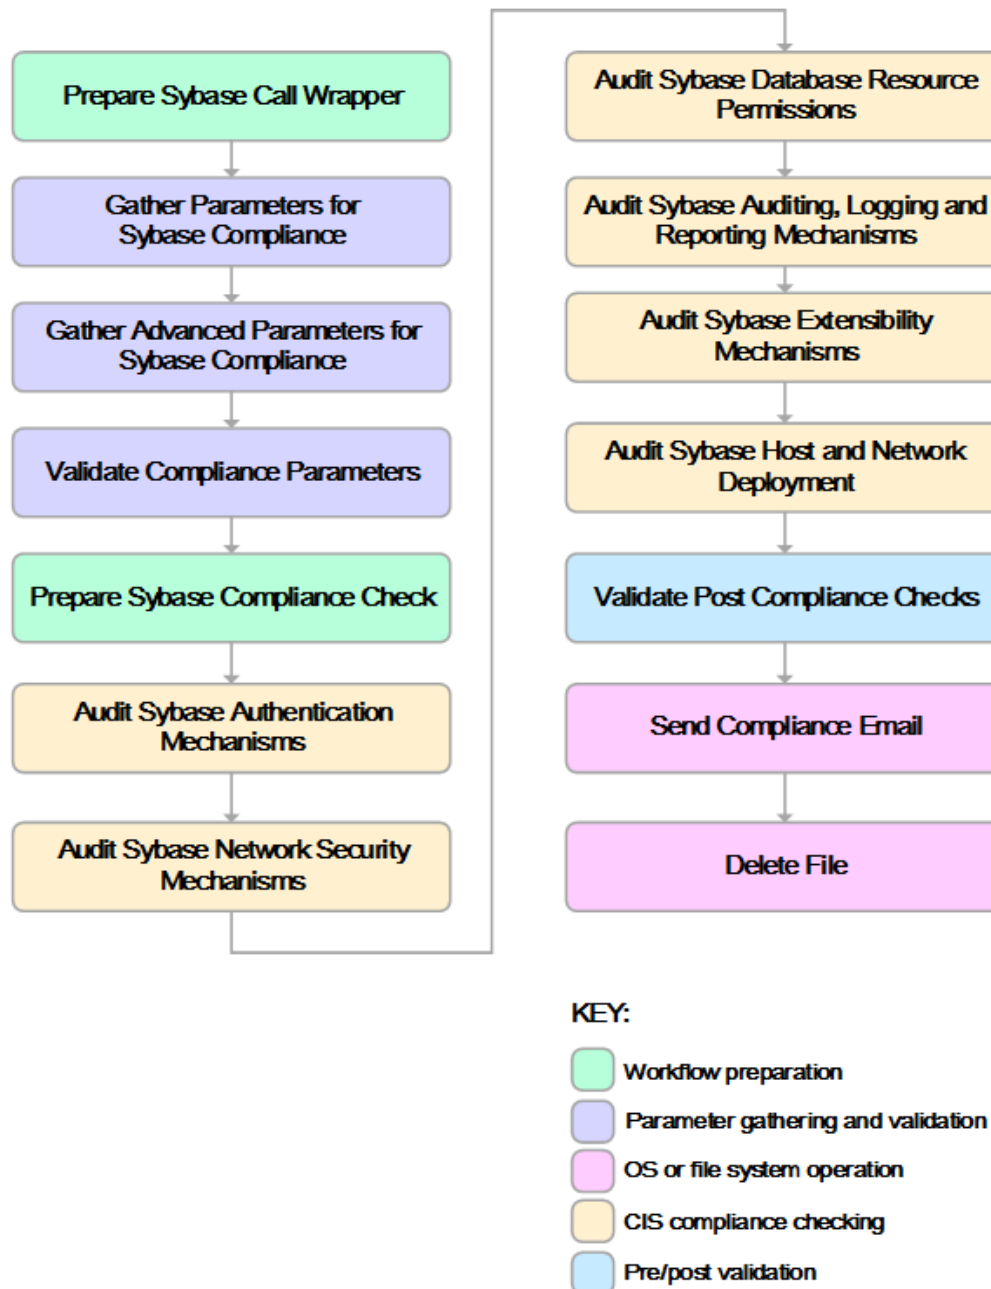 Prepare Sybase Call Wrapper
Gather Parameters for
Sybase Compliance
Gather Advanced Parameters for
Sybase Compliance
Validate Compliance Parameters
Prepare Sybase Compliance Check
Audit Sybase Authentication
Mechanisms
Audit Sybase Network Security
Mechanisms
Audit Sybase Database Resource
Permissions
Audit Sybase Auditing, Logging and
Reporting Mechanisms
Audit Sybase Extensibility
Mechanisms
Audit Sybase Host and Network
Deployment
Validate Post Compliance Checks
Send Compliance Email
Delete File
KEY:
Workflow preparation
Parameter gathering and validation
OS or file system operation
CIS compliance checking
Pre/post validation